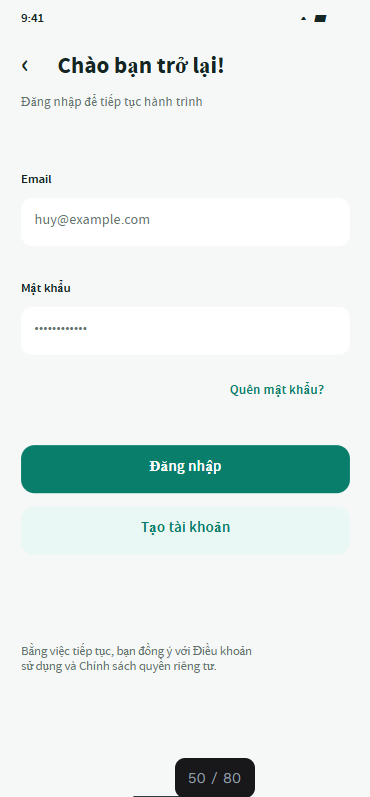 9:41
‹ Chào bạn trở lại!
Đăng nhập để tiếp tục hành trình
Email
huy@example.com
Mật khẩu
••••••••••••
Quên mật khẩu?
Đăng nhập
Tạo tài khoản
Bằng việc tiếp tục, bạn đồng ý với Điều khoản
sử dụng và Chính sách quyền riêng tư.
50 / 80